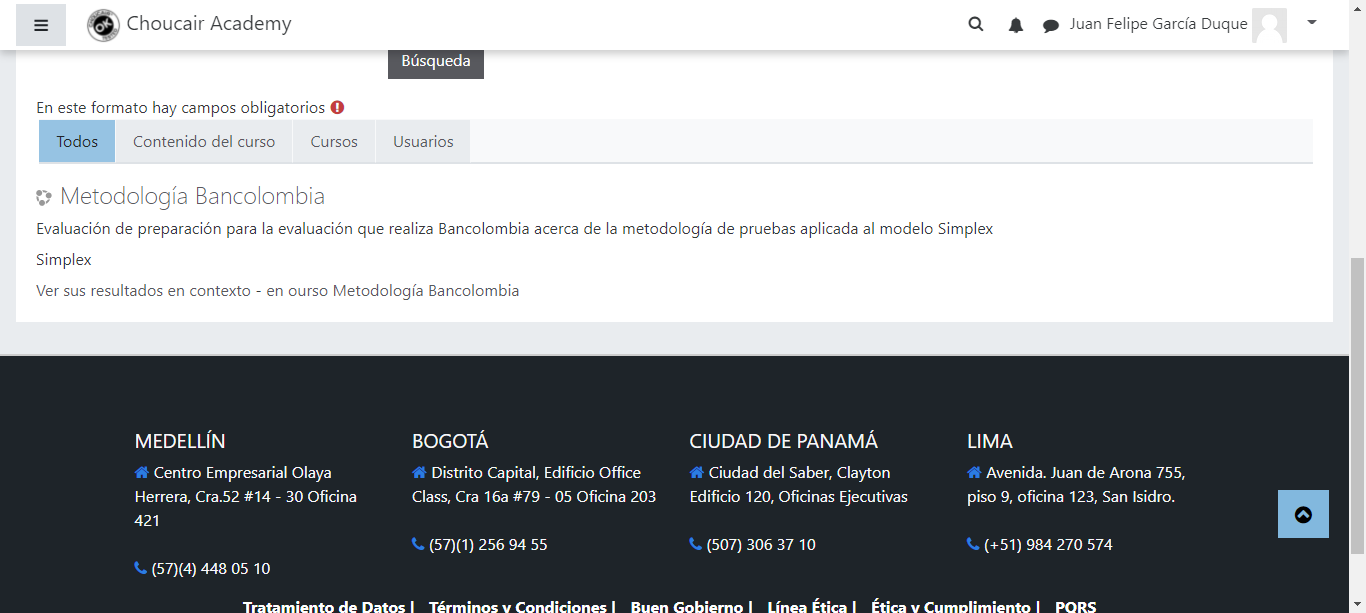 Choucair Academy
Juan Felipe García Duque
Búsqueda
En este formato hay campos obligatorios
Todos
Contenido del curso
Cursos
Usuarios
Metodología Bancolombia
Evaluación de preparación para la evaluación que realiza Bancolombia acerca de la metodología de pruebas aplicada al modelo Simplex
Simplex
Ver sus resultados en contexto - en ourso Metodología Bancolombia
MEDELLÍN
Centro Empresarial Olaya
Herrera, Cra.52 #14 - 30 Oficina
421
(57)(4) 448 05 10
BOGOTÁ
Distrito Capital, Edificio Office
Class, Cra 16a #79 - 05 Oficina 203
(57)(1) 256 94 55
CIUDAD DE PANAMÁ
Ciudad del Saber, Clayton
Edificio 120, Oficinas Ejecutivas
(507) 306 37 10
LIMA
Avenida. Juan de Arona 755,
piso 9, oficina 123, San Isidro.
(+51) 984 270 574
Tratamiento de Datos | Términos y Condiciones | Buen Gobierno | Línea Ética | Ética y Cumplimiento | PQRS